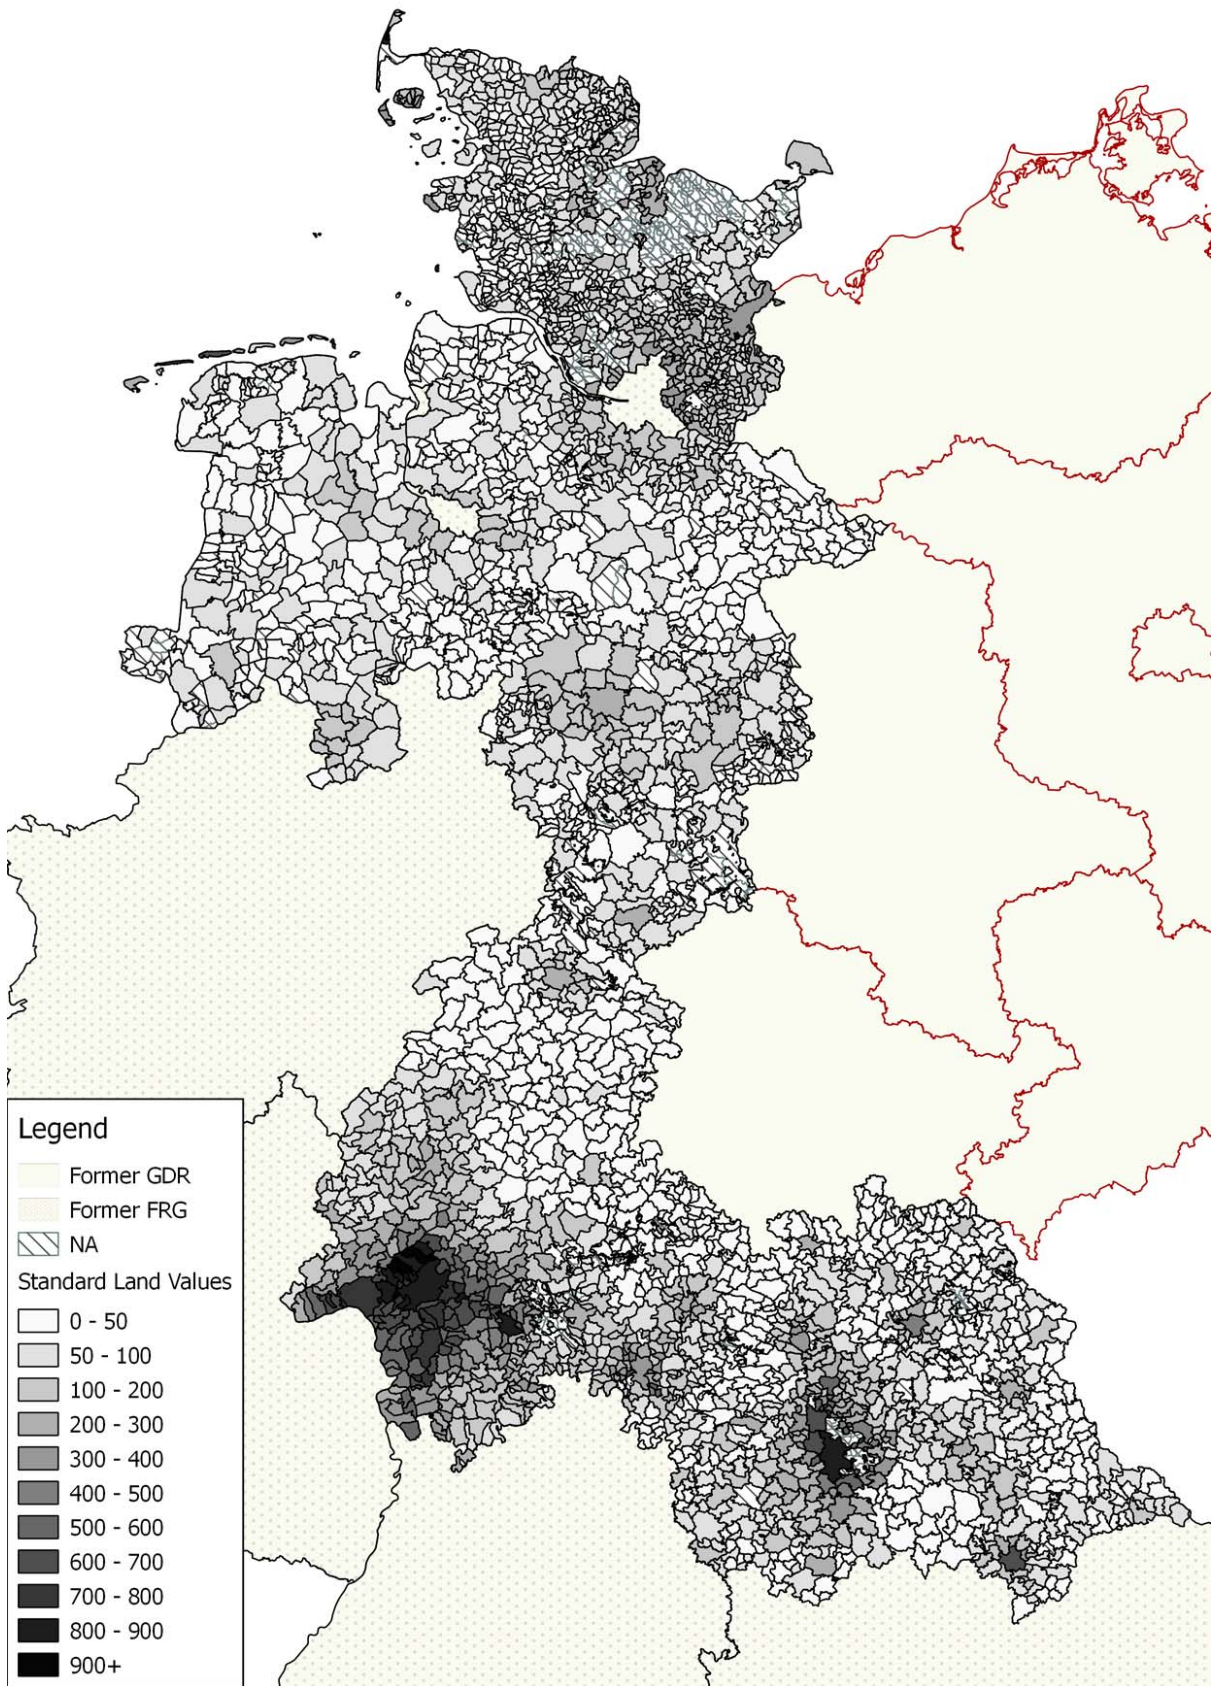 Legend
Former GDR
Former FRG
NA
Standard Land Values
0 - 50
50 - 100
100 - 200
200 - 300
300 - 400
400 - 500
500 - 600
600 - 700
700 - 800
800 - 900
900+